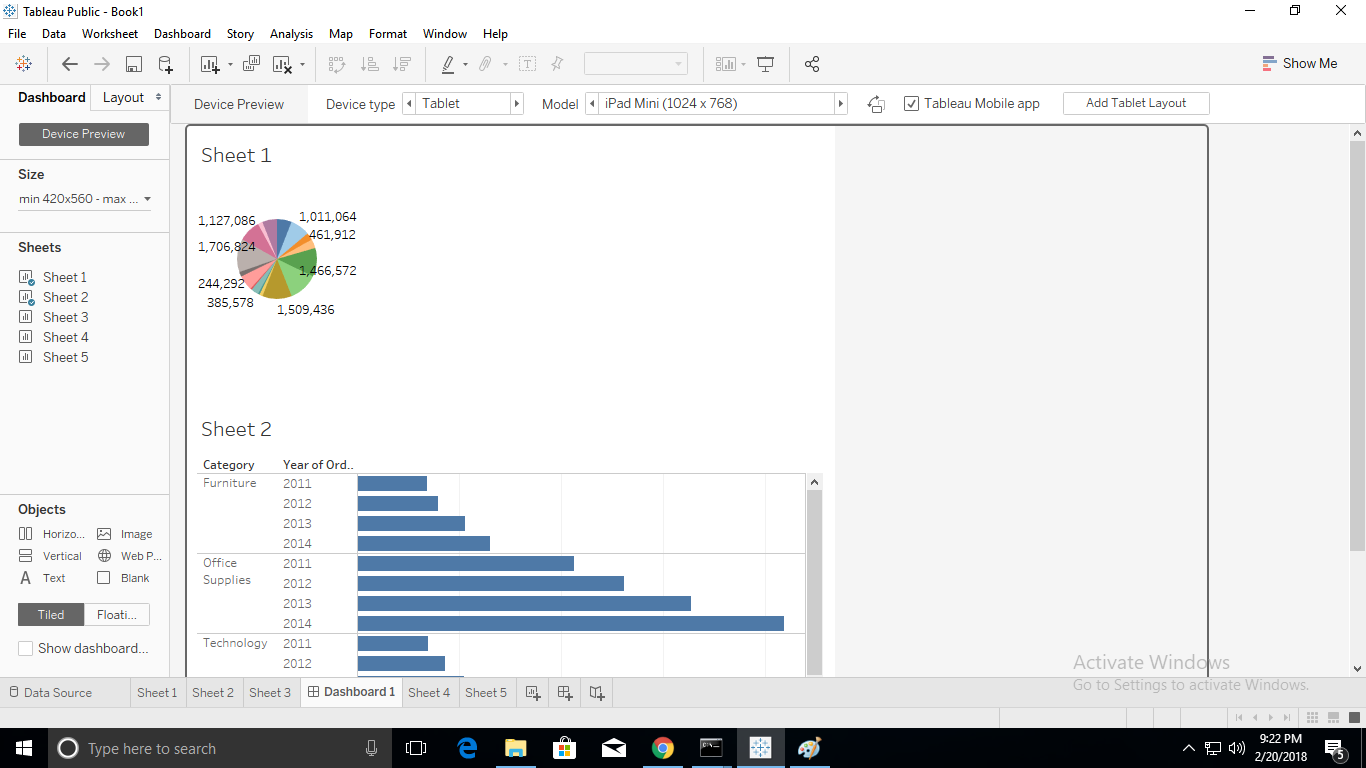 Tableau Public - Book1
File Data Worksheet Dashboard Story Analysis Map Format Window Help
Show Me
Dashboard Layout
Device Preview Device type Tablet Model iPad Mini (1024 x 768) Tableau Mobile app Add Tablet Layout
Device Preview
Size
min 420x560 - max ...
Sheets
Sheet 1
Sheet 2
Sheet 3
Sheet 4
Sheet 5
Objects
Horizo... Image
Vertical Web P...
Text Blank
Tiled Floati...
Show dashboard...
Sheet 1
1,127,086 1,011,064
461,912
1,706,824
1,466,572
244,292
385,578
1,509,436
Sheet 2
Category Year of Ord..
Furniture 2011
2012
2013
2014
Office Supplies 2011
2012
2013
2014
Technology 2011
2012
Activate Windows
Go to Settings to activate Windows.
Data Source Sheet 1 Sheet 2 Sheet 3 Dashboard 1 Sheet 4 Sheet 5
Type here to search
9:22 PM
2/20/2018
5